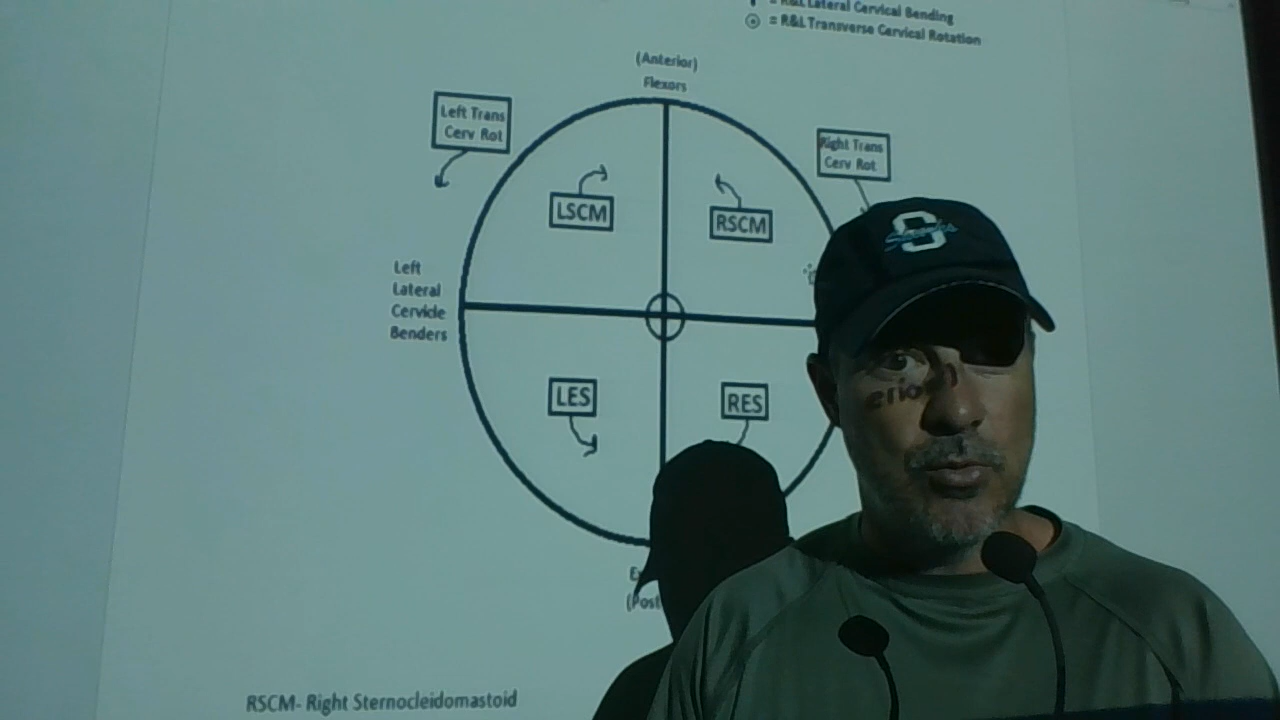 = R&L Lateral Cervical Bending
= R&L Transverse Cervical Rotation
(Anterior)
Flexors
Left Trans
Cerv Rot
Right Trans
Cerv Rot
LSCM
RSCM
Left
Lateral
Cervicle
Benders
LES
RES
RSCM- Right Sternocleidomastoid
S